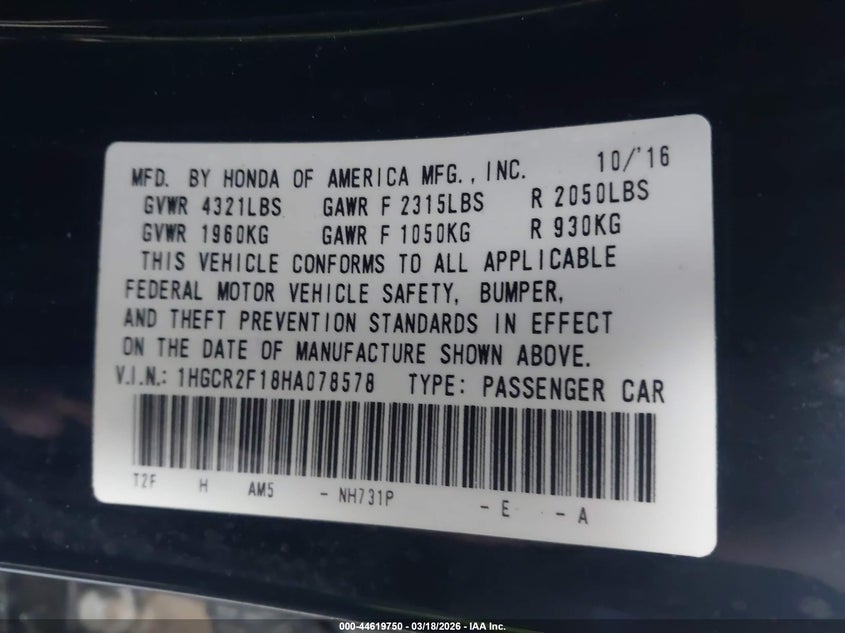 MFD. BY HONDA OF AMERICA MFG., INC. 10/'16
GVWR 4321LBS GAWR F 2315LBS R 2050LBS
GVWR 1960KG GAWR F 1050KG R 930KG
THIS VEHICLE CONFORMS TO ALL APPLICABLE
FEDERAL MOTOR VEHICLE SAFETY, BUMPER,
AND THEFT PREVENTION STANDARDS IN EFFECT
ON THE DATE OF MANUFACTURE SHOWN ABOVE.
V.I.N.: 1HGCR2F18HA078578 TYPE: PASSENGER CAR
T2F H AM5 - NH731P - E - A
000-44619750 — 03/18/2026 — IAA Inc.